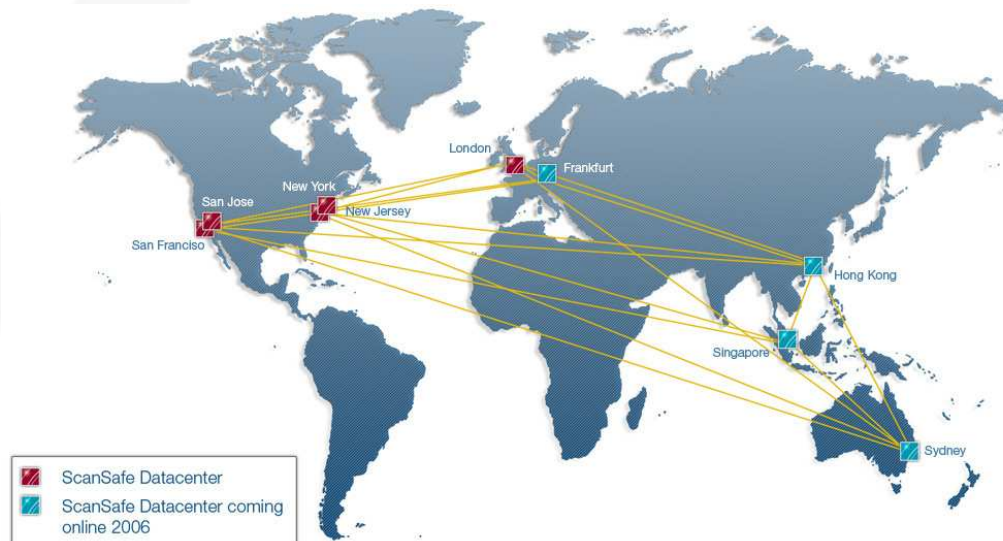 London
Frankfurt
New York
San Jose
New Jersey
San Franciso
Hong Kong
Singapore
Sydney
ScanSafe Datacenter
ScanSafe Datacenter coming
online 2006